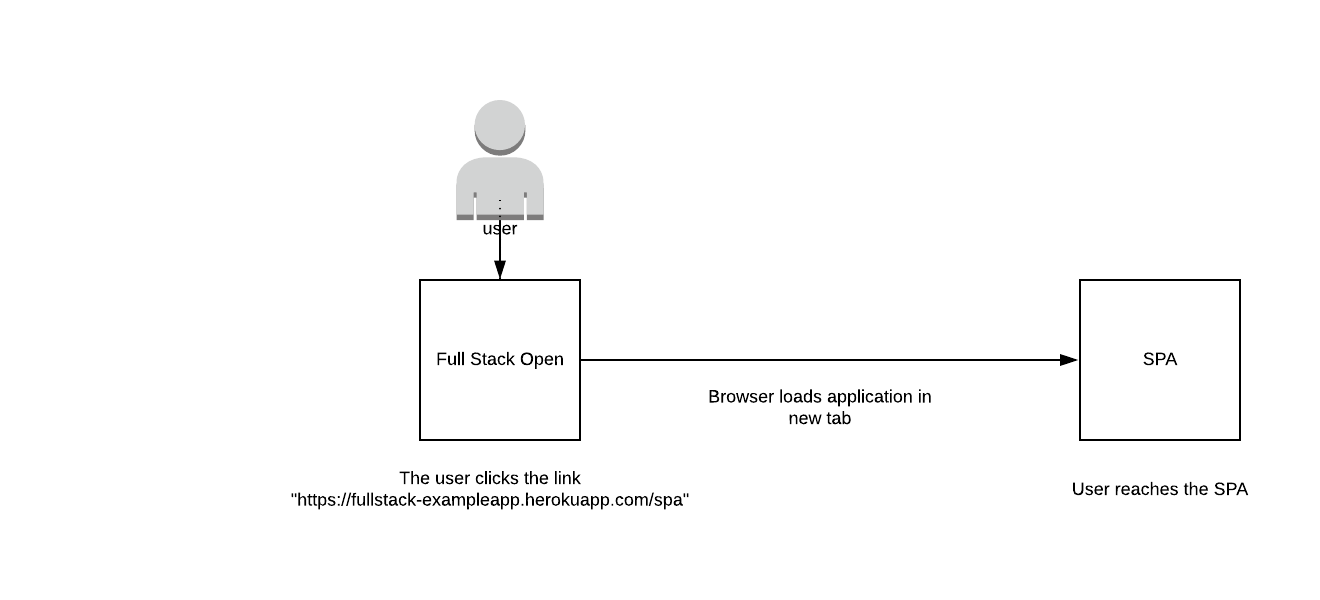 user
Full Stack Open
SPA
Browser loads application in
new tab
The user clicks the link
"https://fullstack-exampleapp.herokuapp.com/spa"
User reaches the SPA